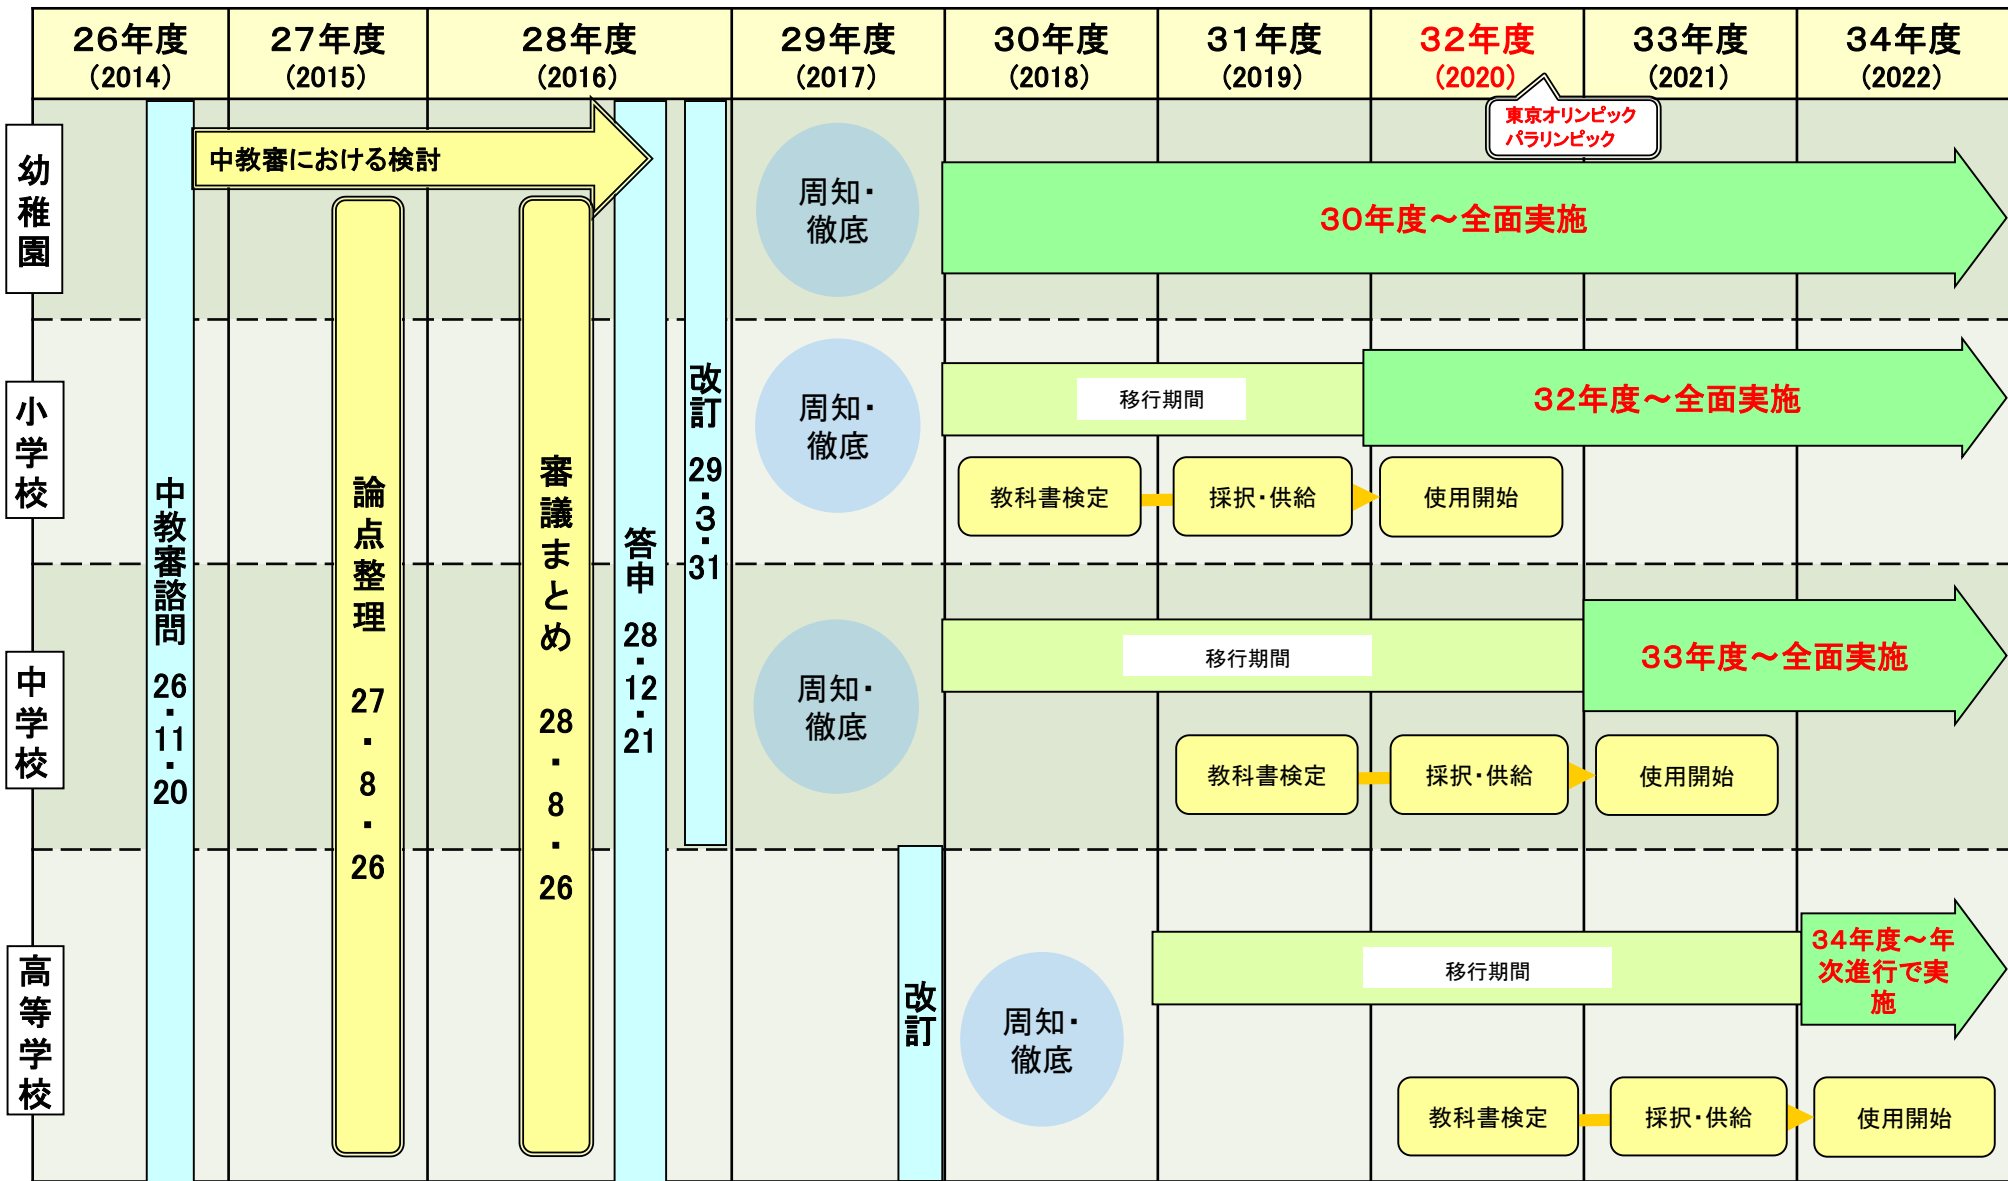 26年度
（2014）
27年度
（2015）
28年度
（2016）
29年度
（2017）
30年度
（2018）
31年度
（2019）
32年度
（2020）
33年度
（2021）
34年度
（2022）
東京オリンピック
パラリンピック
幼稚園
小学校
中学校
高等学校
中教審諮問　26・11・20
中教審における検討
論点整理　27・8・26
審議まとめ　28・8・26
答申　28・12・21
改訂　29・3・31
周知・
徹底
30年度～全面実施
周知・
徹底
移行期間
32年度～全面実施
教科書検定
採択・供給
使用開始
周知・
徹底
移行期間
33年度～全面実施
教科書検定
採択・供給
使用開始
改訂
周知・
徹底
移行期間
34年度～年
次進行で実
施
教科書検定
採択・供給
使用開始